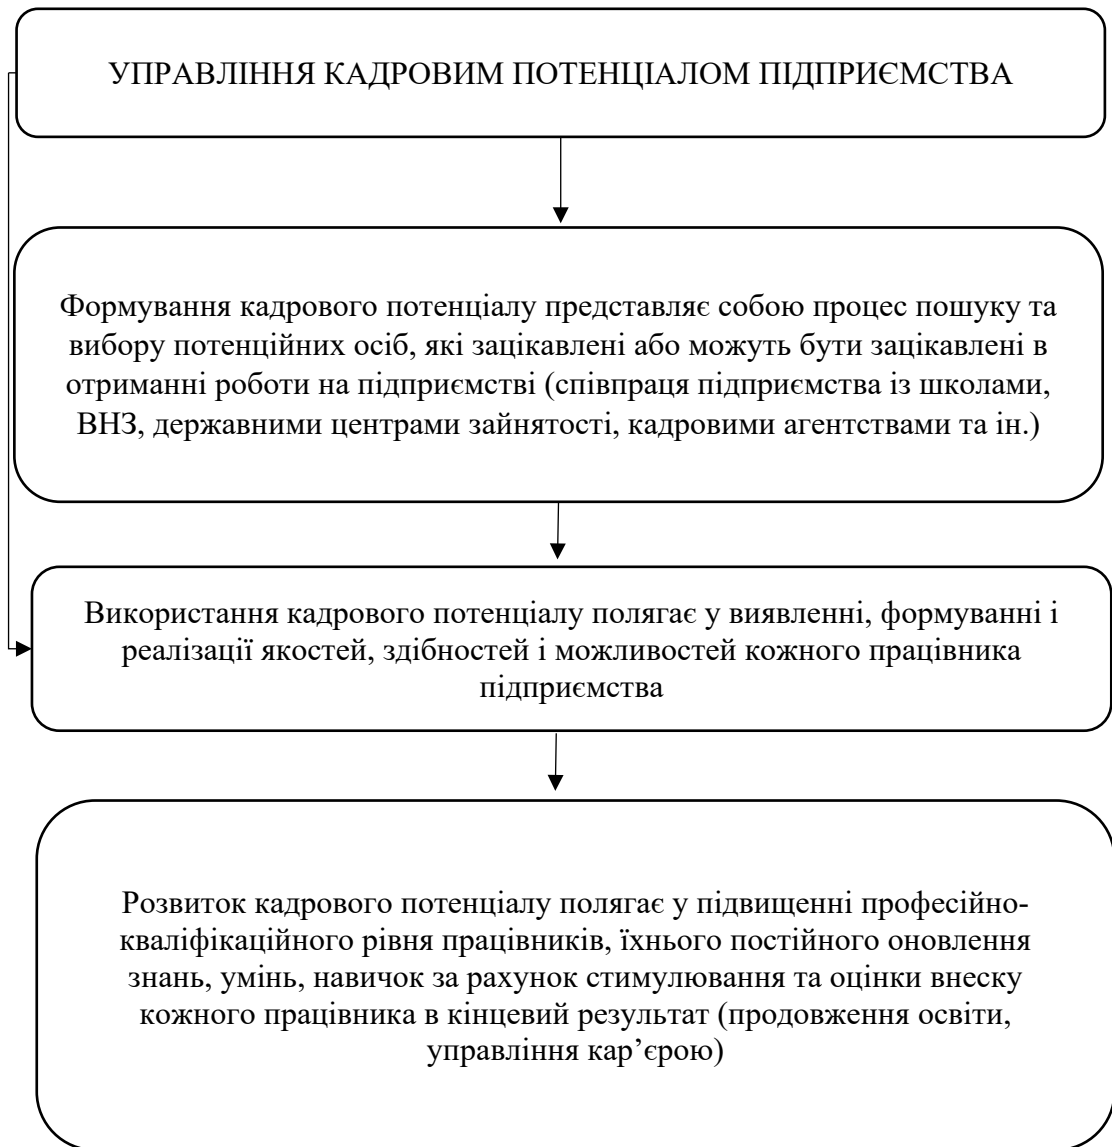 УПРАВЛІННЯ КАДРОВИМ ПОТЕНЦІАЛОМ ПІДПРИЄМСТВА
Формування кадрового потенціалу представляє собою процес пошуку та
вибору потенційних осіб, які зацікавлені або можуть бути зацікавлені в
отриманні роботи на підприємстві (співпраця підприємства із школами,
ВНЗ, державними центрами зайнятості, кадровими агентствами та ін.)
Використання кадрового потенціалу полягає у виявленні, формуванні і
реалізації якостей, здібностей і можливостей кожного працівника
підприємства
Розвиток кадрового потенціалу полягає у підвищенні професійно-
кваліфікаційного рівня працівників, їхнього постійного оновлення
знань, умінь, навичок за рахунок стимулювання та оцінки внеску
кожного працівника в кінцевий результат (продовження освіти,
управління кар’єрою)